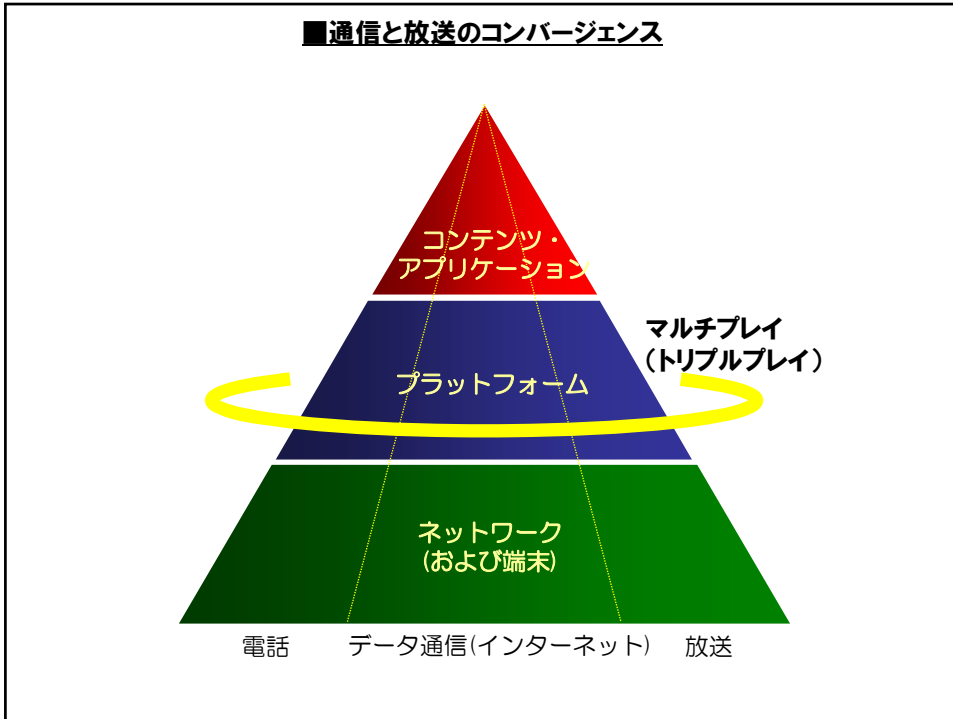 ■通信と放送のコンバージェンス
コンテンツ・
アプリケーション
マルチプレイ
（トリプルプレイ）
プラットフォーム
ネットワーク
(および端末)
電話 データ通信(インターネット) 放送